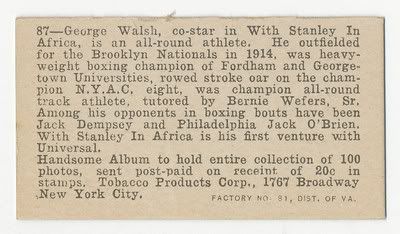 87—George Walsh, co-star in With Stanley In
Africa, is an all-round athlete. He outfielded
for the Brooklyn Nationals in 1914, was heavy-
weight boxing champion of Fordham and George-
town Universities, rowed stroke oar on the cham-
pion N.Y.A.C. eight, was champion all-round
track athlete, tutored by Bernie Wefers, Sr.
Among his opponents in boxing bouts have been
Jack Dempsey and Philadelphia Jack O'Brien.
With Stanley In Africa is his first venture with
Universal.
Handsome Album to hold entire collection of 100
photos, sent post-paid on receipt of 20c in
stamps. Tobacco Products Corp., 1767 Broadway
New York City. FACTORY NO. 81, DIST. OF VA.